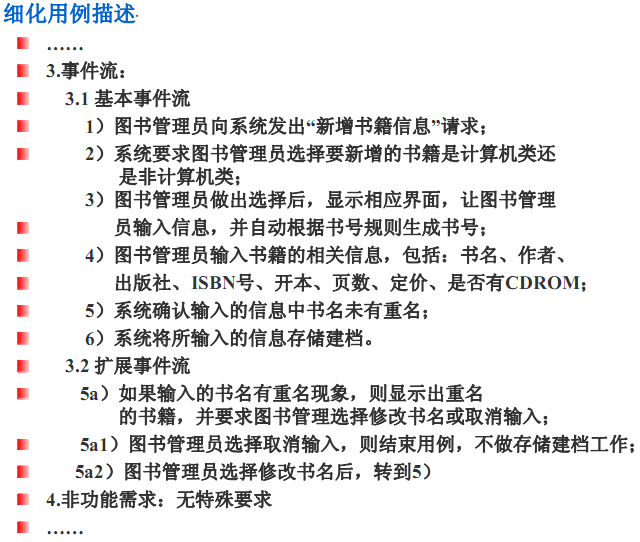 细化用例描述
……
3.事件流：
3.1 基本事件流
1）图书管理员向系统发出“新增书籍信息”请求；
2）系统要求图书管理员选择要新增的书籍是计算机类还
是非计算机类；
3）图书管理员做出选择后，显示相应界面，让图书管理
员输入信息，并自动根据书号规则生成书号；
4）图书管理员输入书籍的相关信息，包括：书名、作者、
出版社、ISBN号、开本、页数、定价、是否有CDROM；
5）系统确认输入的信息中书名未有重名；
6）系统将所输入的信息存储建档。
3.2 扩展事件流
5a）如果输入的书名有重名现象，则显示出重名
的书籍，并要求图书管理选择修改书名或取消输入；
5a1）图书管理员选择取消输入，则结束用例，不做存储建档工作；
5a2）图书管理员选择修改书名后，转到5）
4.非功能需求：无特殊要求
……